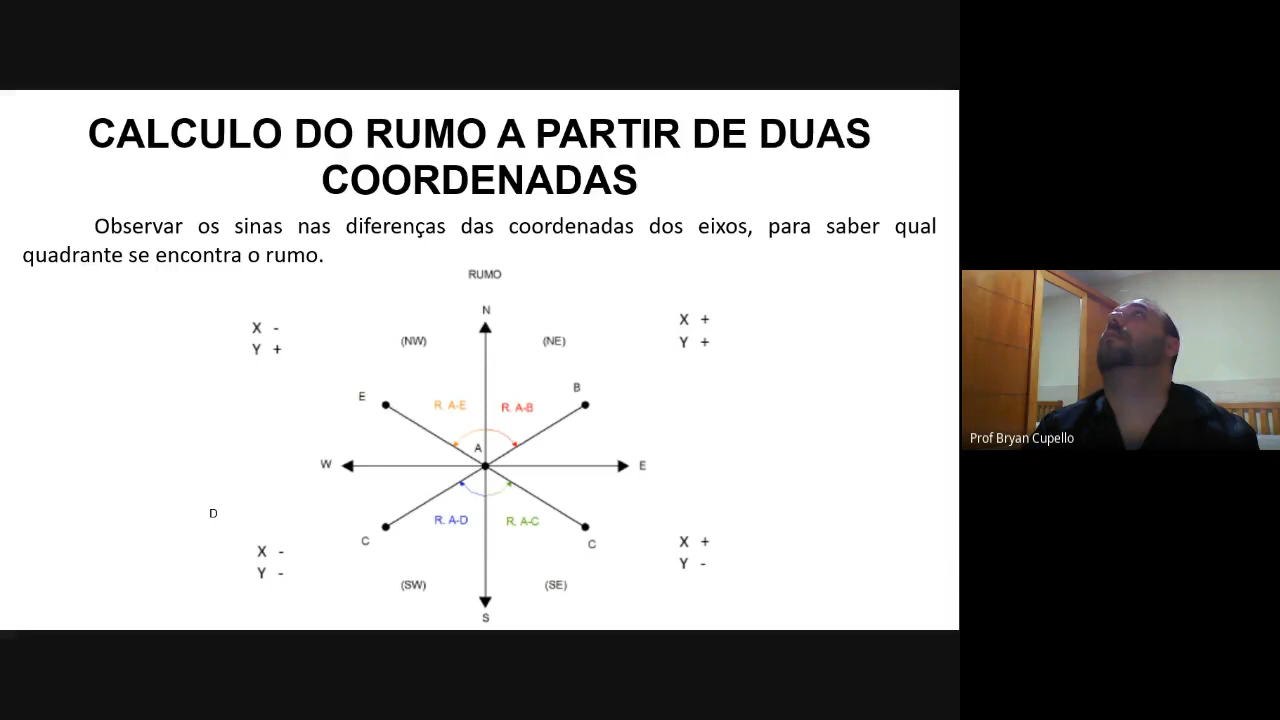 CALCULO DO RUMO A PARTIR DE DUAS
COORDENADAS
Observar os sinas nas diferenças das coordenadas dos eixos, para saber qual
quadrante se encontra o rumo.
RUMO
N
X -
Y +
(NW)
(NE)
X +
Y +
E
B
R. A-E
R. A-B
A
W
E
D
R. A-D
R. A-C
C
C
X -
Y -
X +
Y -
(SW)
(SE)
S
Prof Bryan Cupello